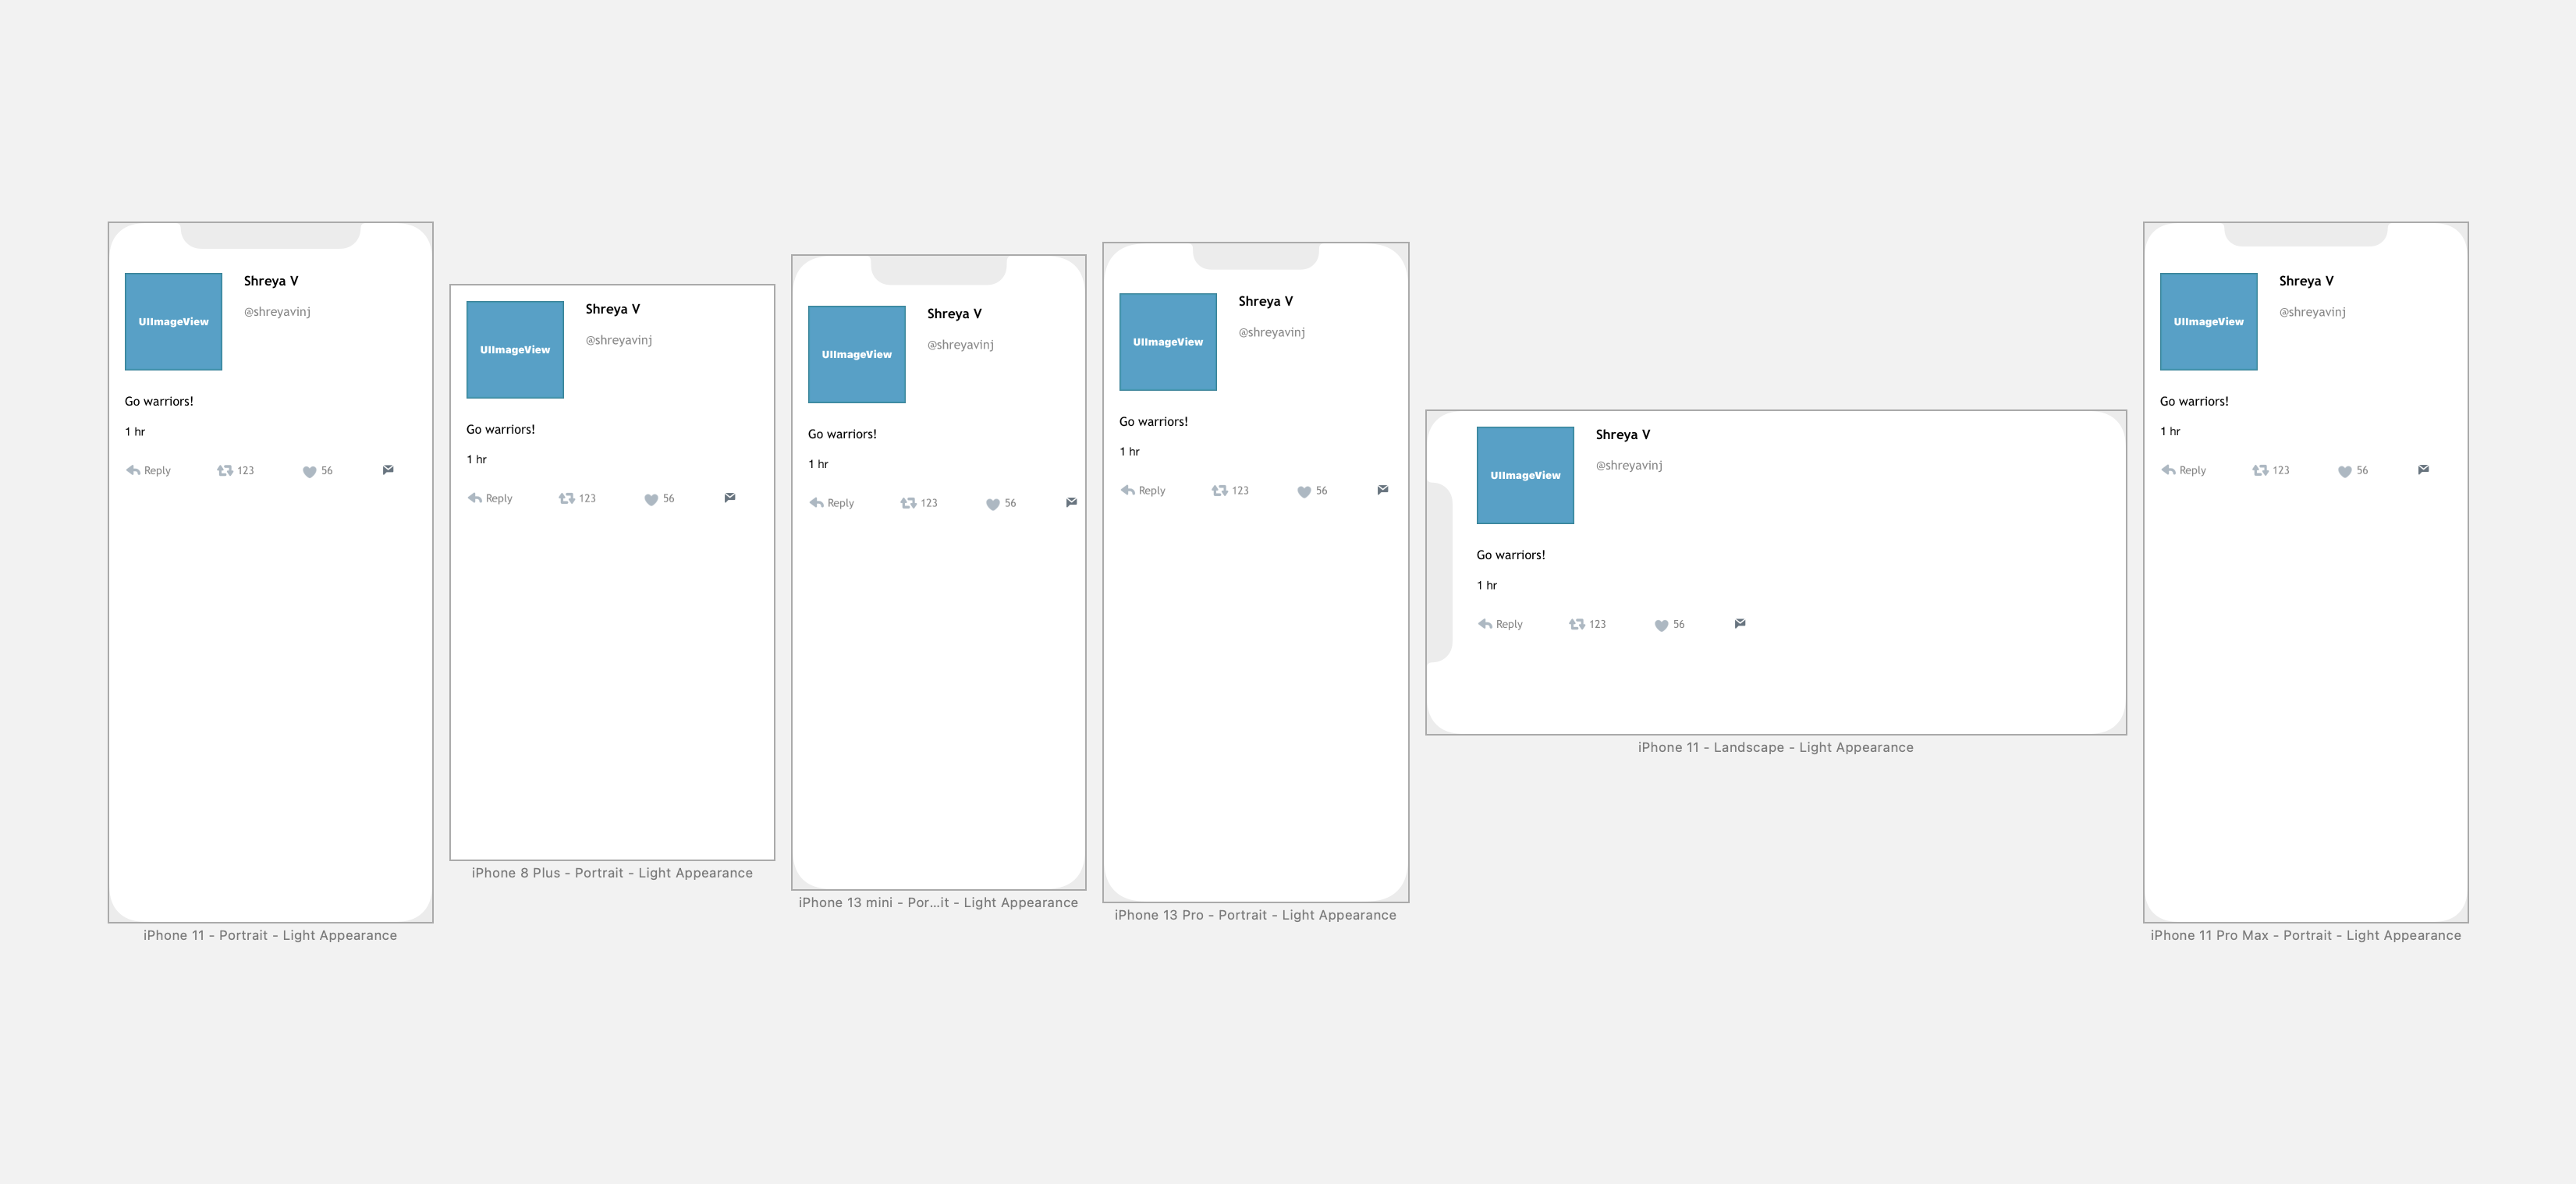 Shreya V
@shreyavinj
UIImageView
Go warriors!
1 hr
Reply 123 56
iPhone 11 - Portrait - Light Appearance
Shreya V
@shreyavinj
UIImageView
Go warriors!
1 hr
Reply 123 56
iPhone 8 Plus - Portrait - Light Appearance
Shreya V
@shreyavinj
UIImageView
Go warriors!
1 hr
Reply 123 56
iPhone 13 mini - Por...it - Light Appearance
Shreya V
@shreyavinj
UIImageView
Go warriors!
1 hr
Reply 123 56
iPhone 13 Pro - Portrait - Light Appearance
Shreya V
@shreyavinj
UIImageView
Go warriors!
1 hr
Reply 123 56
iPhone 11 - Landscape - Light Appearance
Shreya V
@shreyavinj
UIImageView
Go warriors!
1 hr
Reply 123 56
iPhone 11 Pro Max - Portrait - Light Appearance